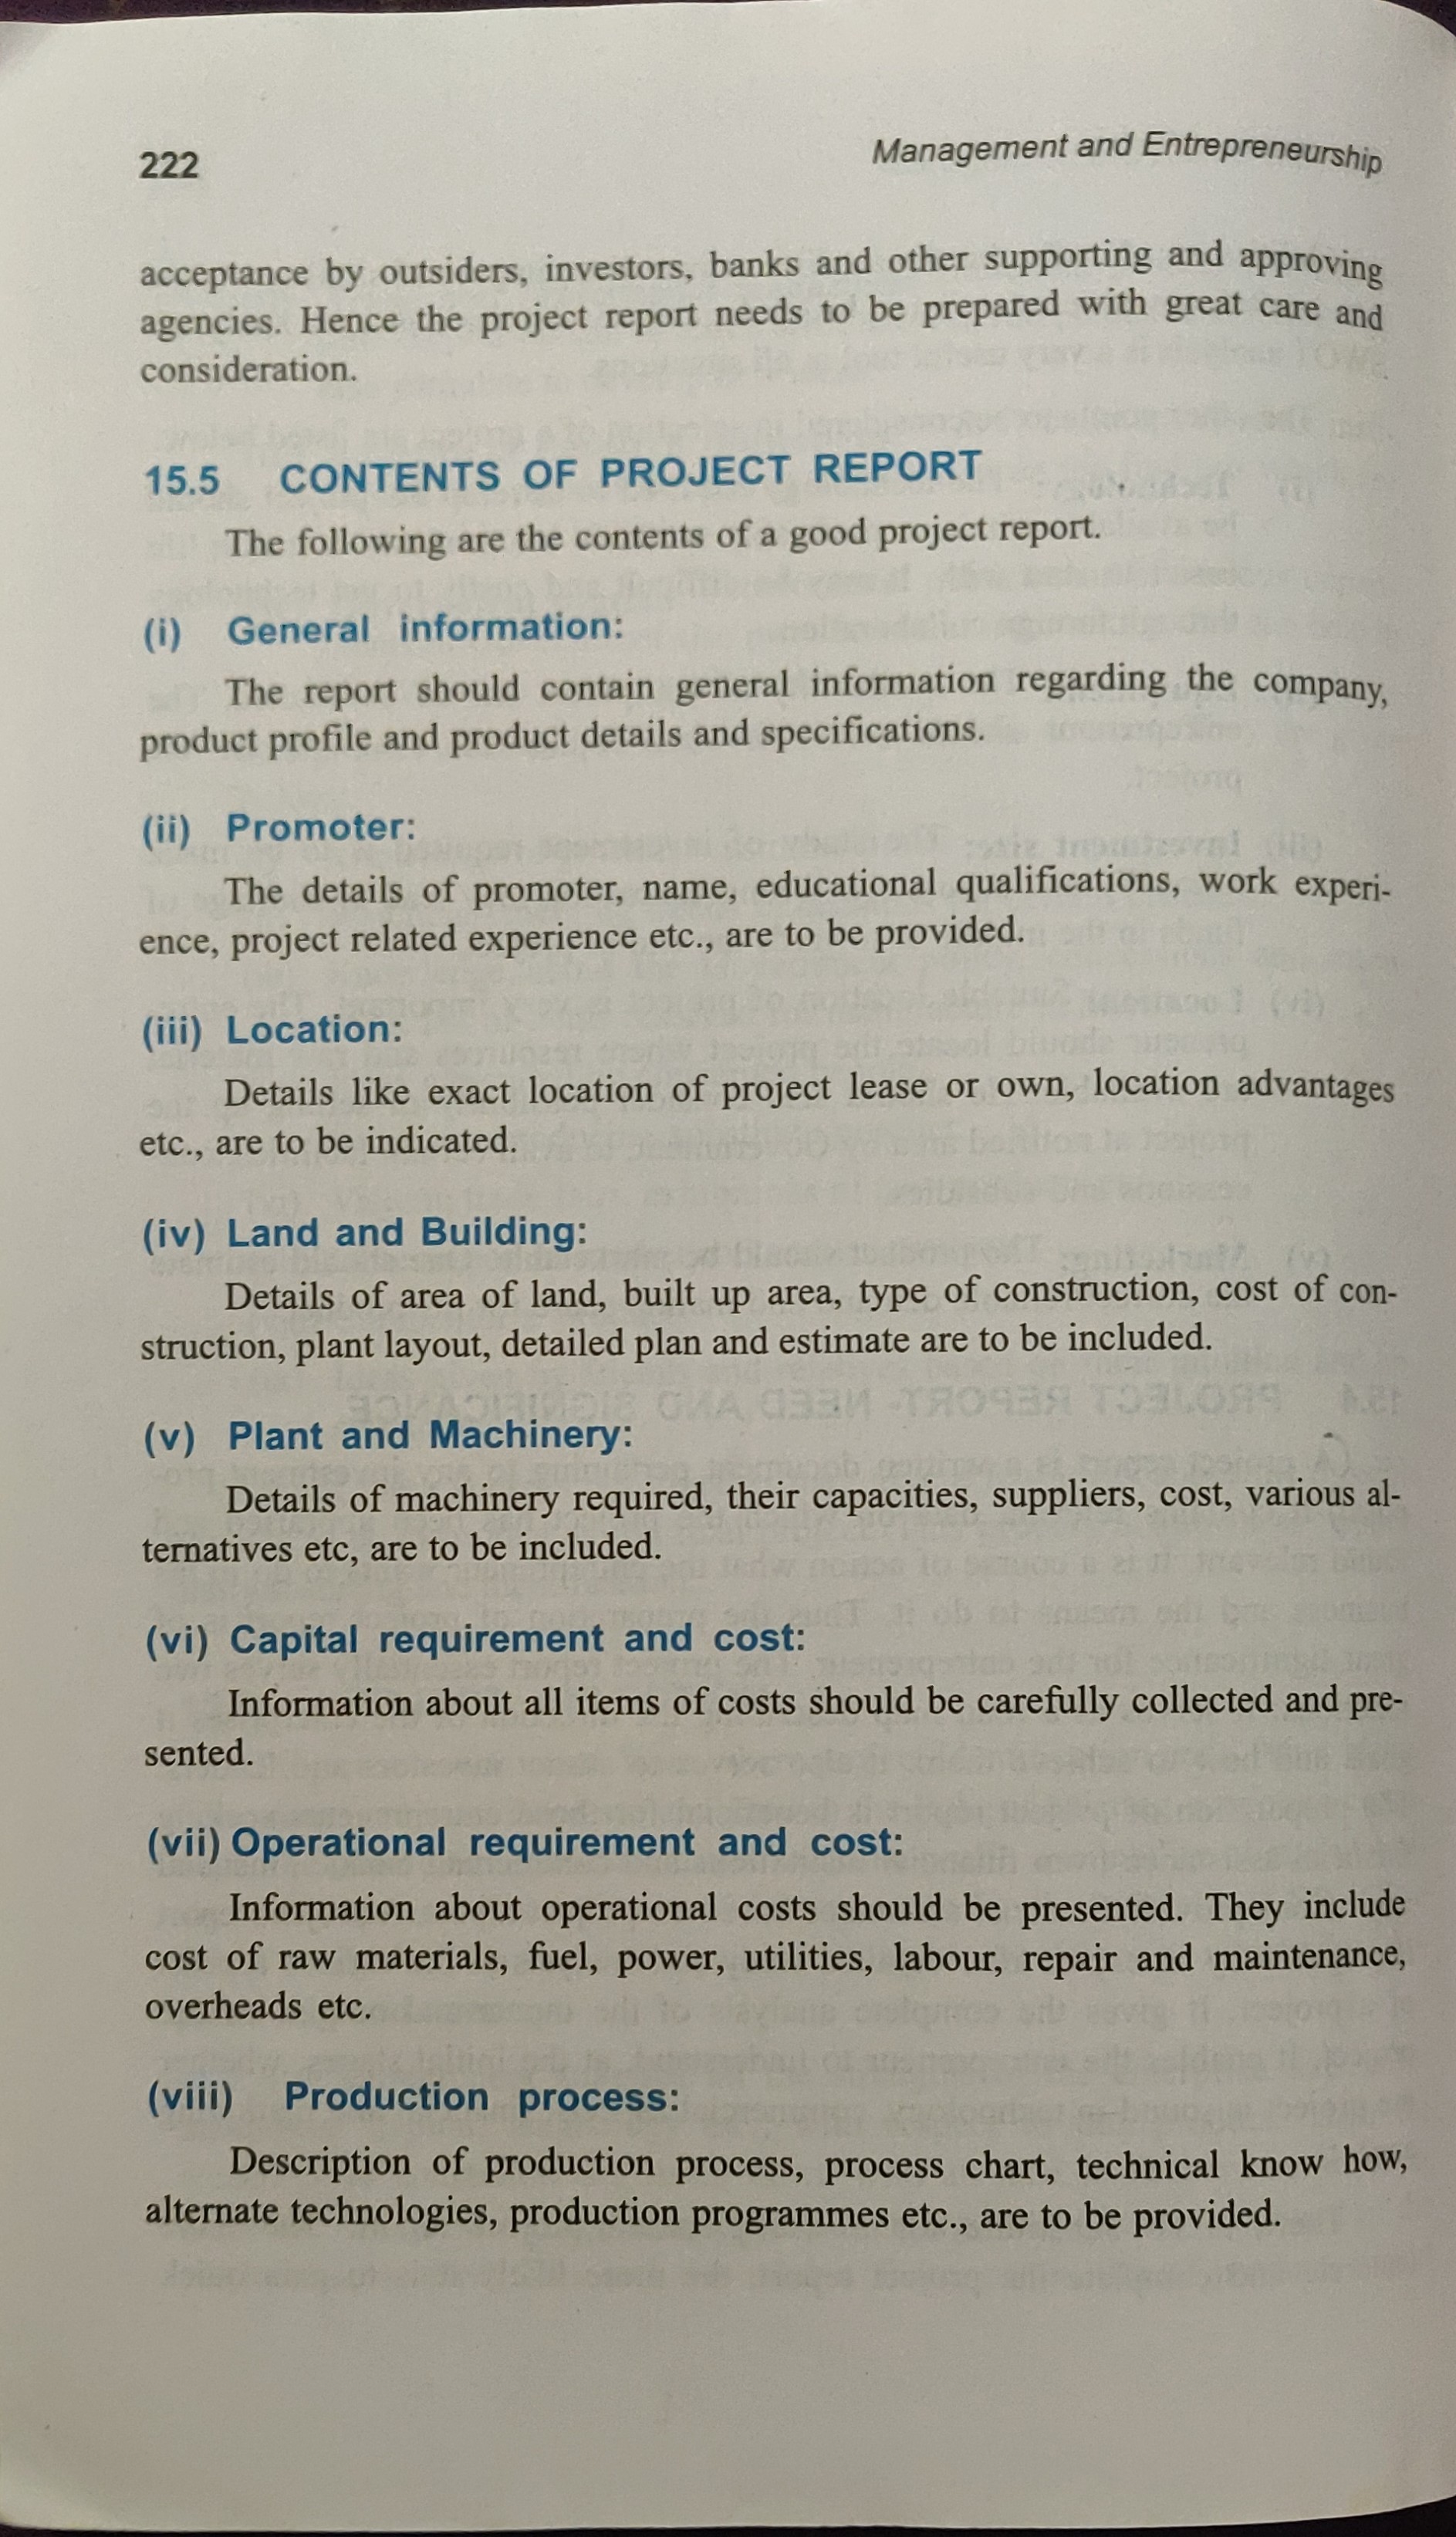 222
Management and Entrepreneurship
acceptance by outsiders, investors, banks and other supporting and approving
agencies. Hence the project report needs to be prepared with great care and
consideration.
15.5 CONTENTS OF PROJECT REPORT
The following are the contents of a good project report.
(i) General information:
The report should contain general information regarding the company,
product profile and product details and specifications.
(ii) Promoter:
The details of promoter, name, educational qualifications, work experi-
ence, project related experience etc., are to be provided.
(iii) Location:
Details like exact location of project lease or own, location advantages
etc., are to be indicated.
(iv) Land and Building:
Details of area of land, built up area, type of construction, cost of con-
struction, plant layout, detailed plan and estimate are to be included.
(v) Plant and Machinery:
Details of machinery required, their capacities, suppliers, cost, various al-
ternatives etc, are to be included.
(vi) Capital requirement and cost:
Information about all items of costs should be carefully collected and pre-
sented.
(vii) Operational requirement and cost:
Information about operational costs should be presented. They include
cost of raw materials, fuel, power, utilities, labour, repair and maintenance,
overheads etc.
(viii) Production process:
Description of production process, process chart, technical know how,
alternate technologies, production programmes etc., are to be provided.